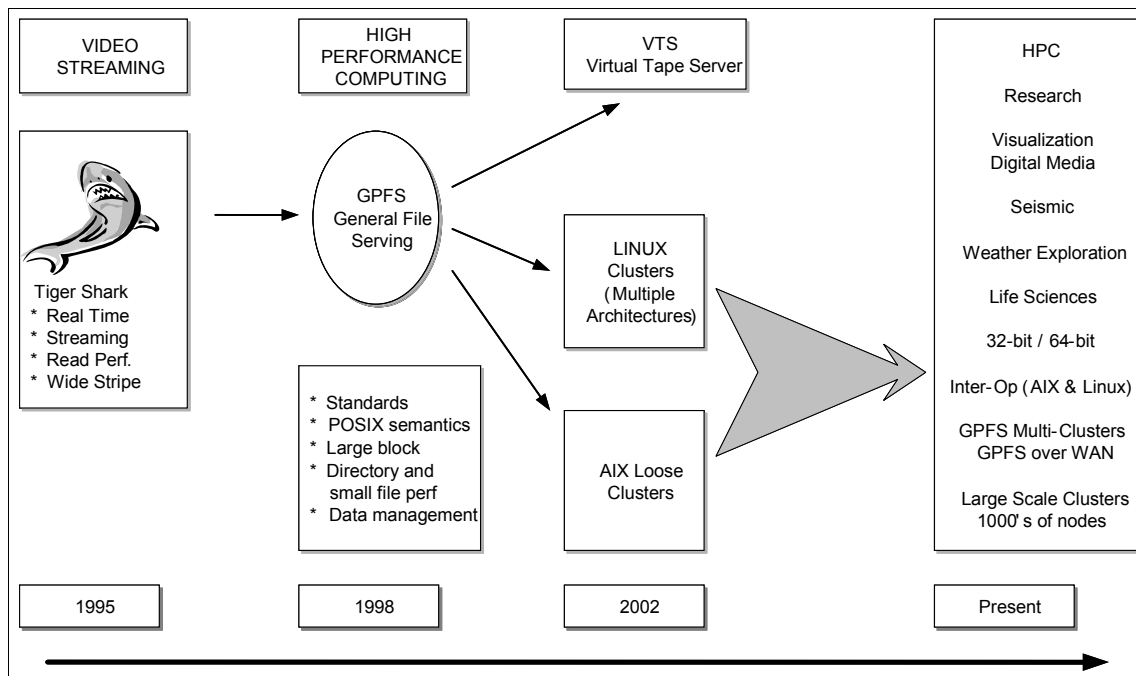 VIDEO
STREAMING
HIGH
PERFORMANCE
COMPUTING
VTS
Virtual Tape Server
Tiger Shark
* Real Time
* Streaming
* Read Perf.
* Wide Stripe
GPFS
General File
Serving
* Standards
* POSIX semantics
* Large block
* Directory and
small file perf
* Data management
LINUX
Clusters
(Multiple
Architectures)
AIX Loose
Clusters
HPC
Research
Visualization
Digital Media
Seismic
Weather Exploration
Life Sciences
32-bit / 64-bit
Inter-Op (AIX & Linux)
GPFS Multi-Clusters
GPFS over WAN
Large Scale Clusters
1000's of nodes
1995
1998
2002
Present